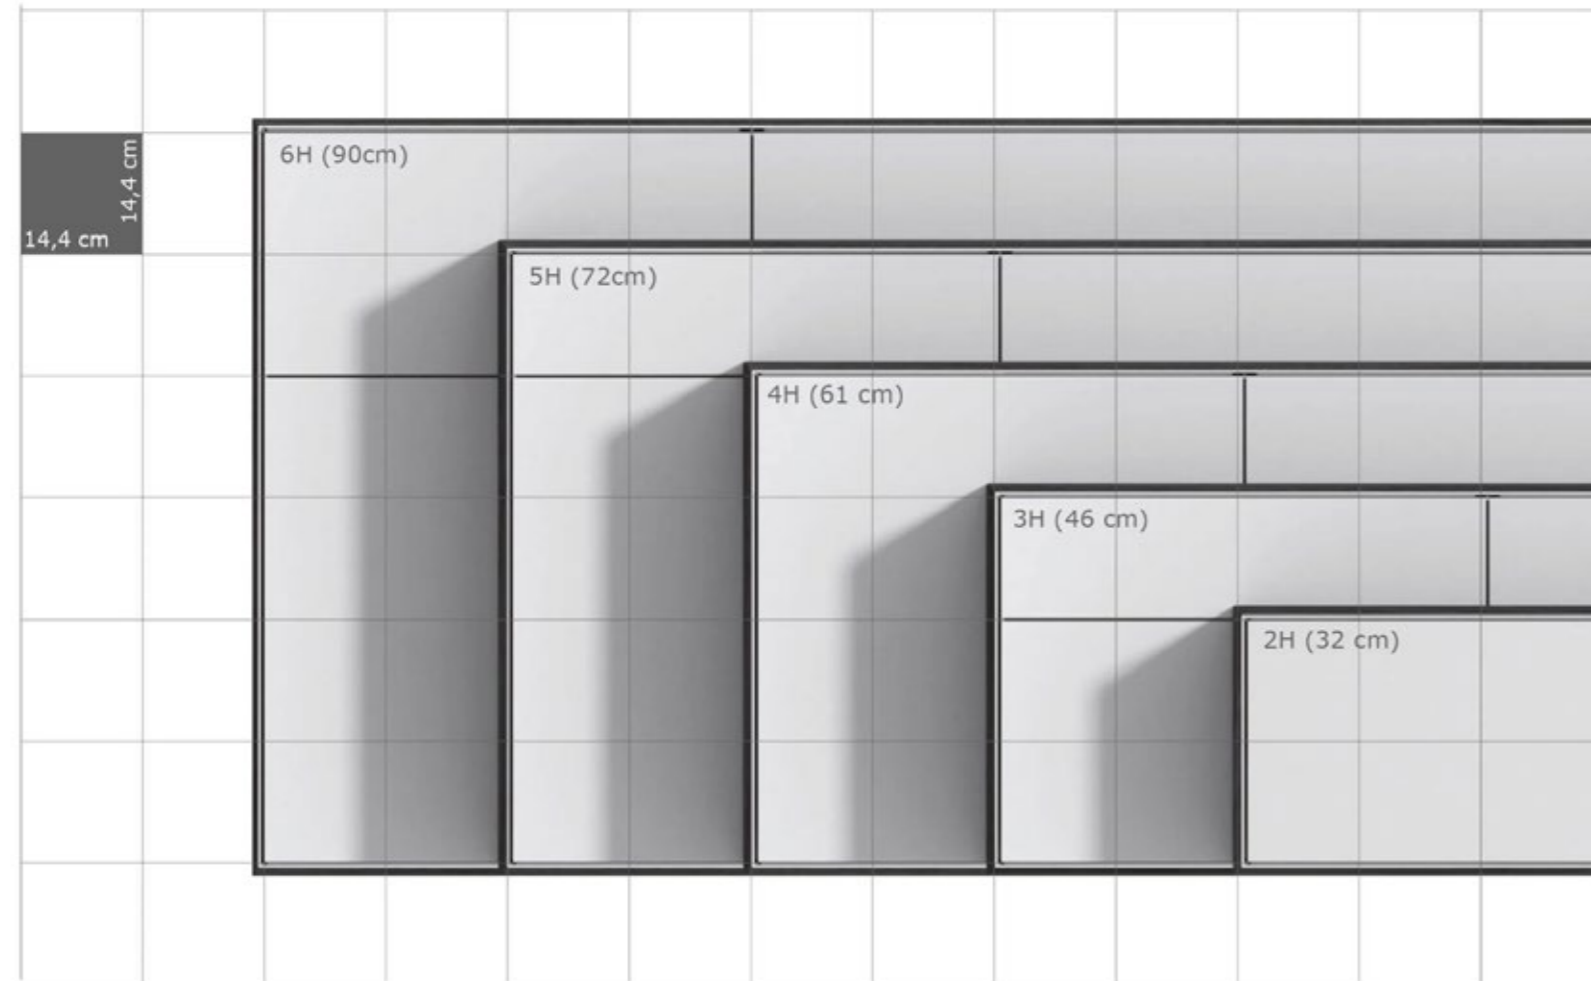 6H (90cm)
14,4 cm
14,4 cm
5H (72cm)
4H (61 cm)
3H (46 cm)
2H (32 cm)